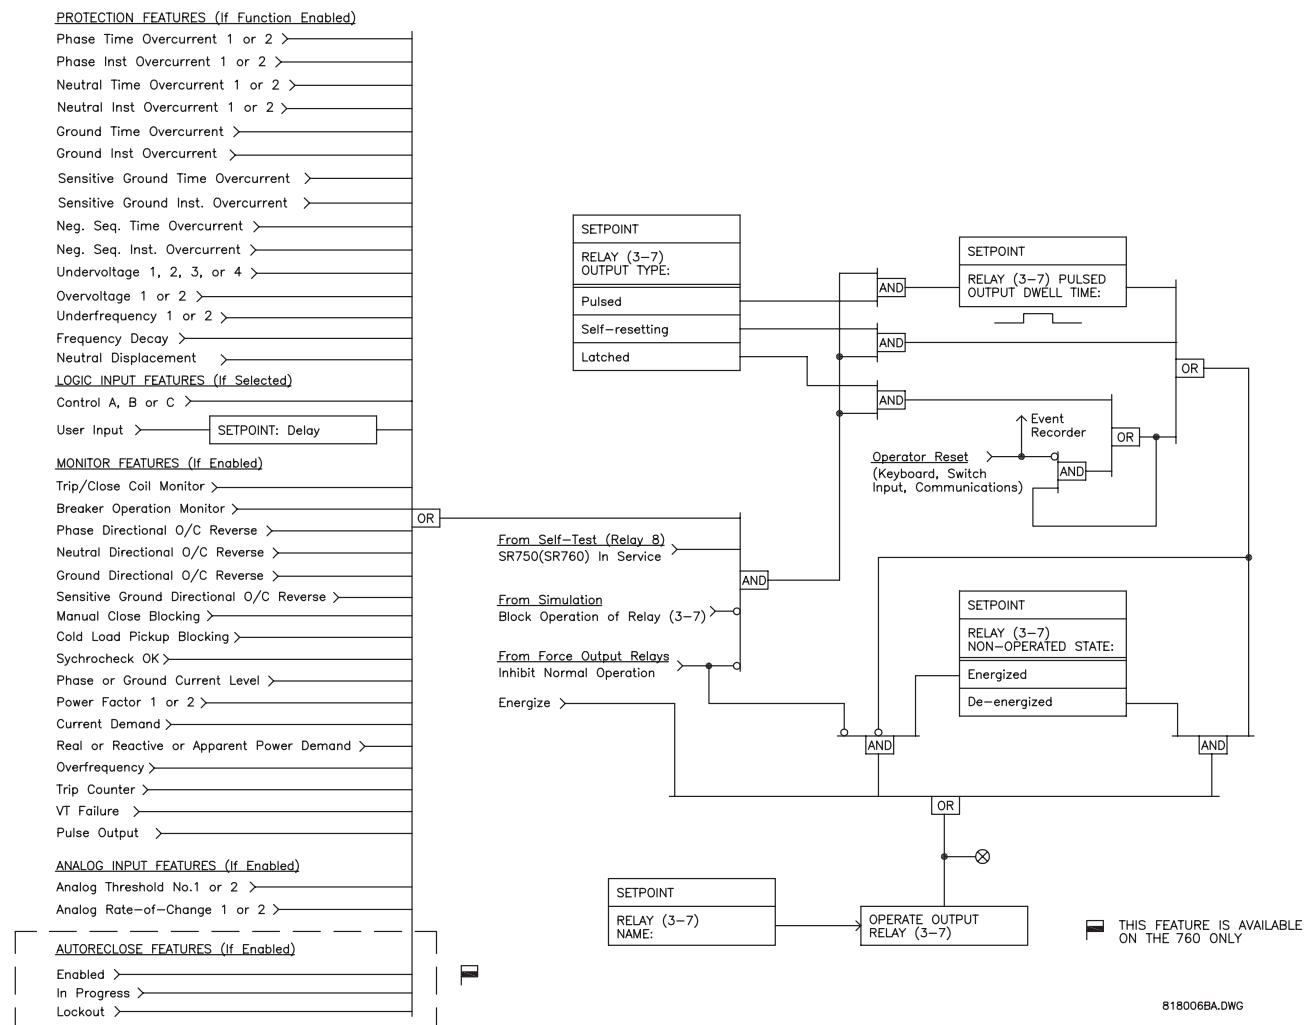 PROTECTION FEATURES (If Function Enabled)
Phase Time Overcurrent 1 or 2
Phase Inst Overcurrent 1 or 2
Neutral Time Overcurrent 1 or 2
Neutral Inst Overcurrent 1 or 2
Ground Time Overcurrent
Ground Inst Overcurrent
Sensitive Ground Time Overcurrent
Sensitive Ground Inst. Overcurrent
Neg. Seq. Time Overcurrent
Neg. Seq. Inst. Overcurrent
Undervoltage 1, 2, 3, or 4
Overvoltage 1 or 2
Underfrequency 1 or 2
Frequency Decay
Neutral Displacement
LOGIC INPUT FEATURES (If Selected)
Control A, B or C
User Input
SETPOINT: Delay
MONITOR FEATURES (If Enabled)
Trip/Close Coil Monitor
Breaker Operation Monitor
Phase Directional O/C Reverse
Neutral Directional O/C Reverse
Ground Directional O/C Reverse
Sensitive Ground Directional O/C Reverse
Manual Close Blocking
Cold Load Pickup Blocking
Sychrocheck OK
Phase or Ground Current Level
Power Factor 1 or 2
Current Demand
Real or Reactive or Apparent Power Demand
Overfrequency
Trip Counter
VT Failure
Pulse Output
ANALOG INPUT FEATURES (If Enabled)
Analog Threshold No.1 or 2
Analog Rate-of-Change 1 or 2
AUTORECLOSE FEATURES (If Enabled)
Enabled
In Progress
Lockout
OR
SETPOINT
RELAY (3-7)
OUTPUT TYPE:
Pulsed
Self-resetting
Latched
AND
AND
AND
SETPOINT
RELAY (3-7) PULSED
OUTPUT DWELL TIME:
OR
Event
Recorder
OR
Operator Reset
(Keyboard, Switch
Input, Communications)
AND
From Self-Test (Relay 8)
SR750(SR760) In Service
AND
From Simulation
Block Operation of Relay (3-7)
From Force Output Relays
Inhibit Normal Operation
Energize
SETPOINT
RELAY (3-7)
NON-OPERATED STATE:
Energized
De-energized
AND
AND
OR
SETPOINT
RELAY (3-7)
NAME:
OPERATE OUTPUT
RELAY (3-7)
THIS FEATURE IS AVAILABLE
ON THE 760 ONLY
818006BA.DWG